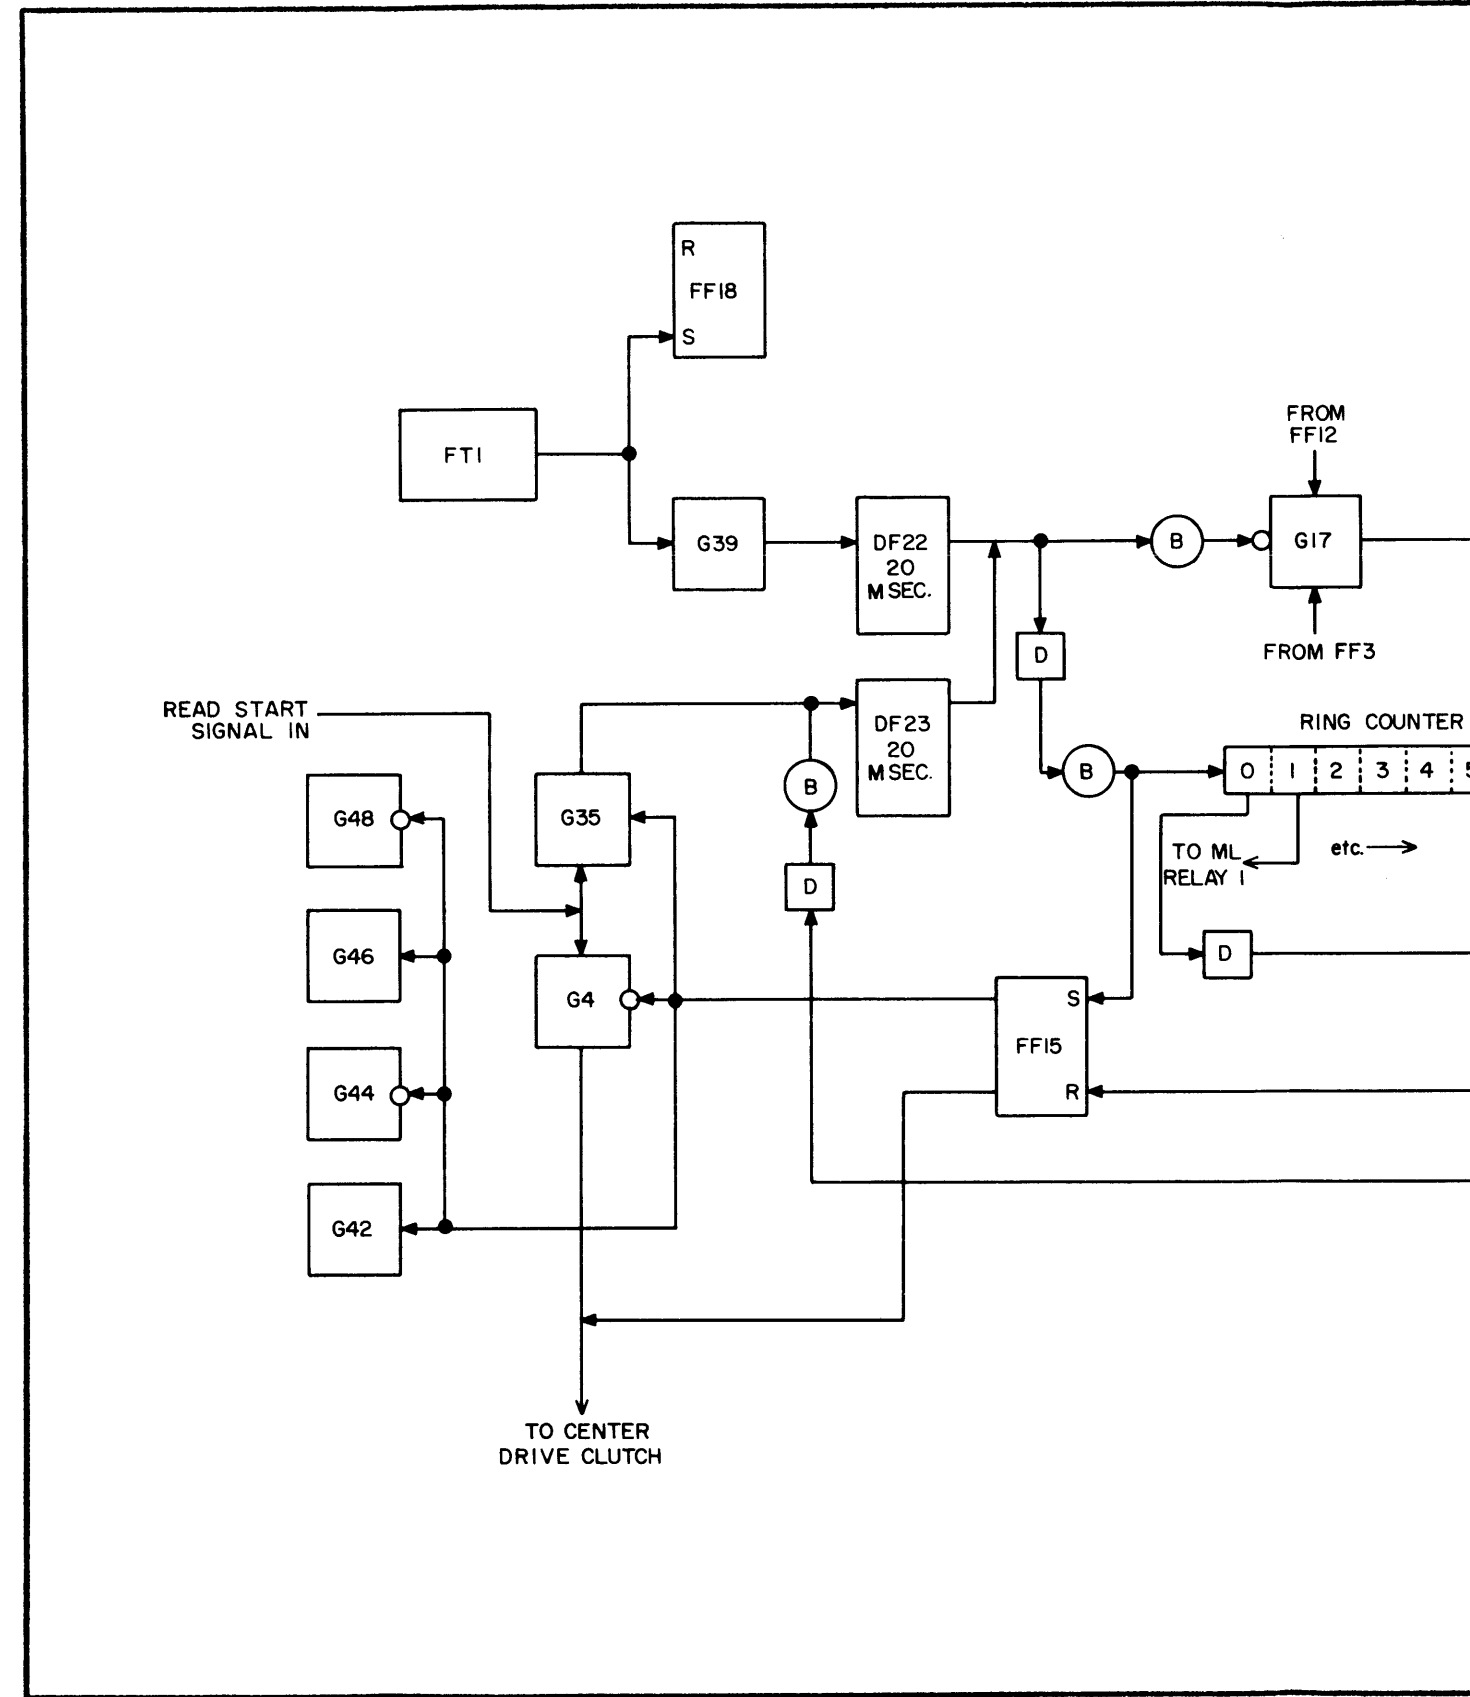 R
FF18
S
FROM
FF12
FT1
G39
DF22
20
M SEC.
B
G17
D
FROM FF3
READ START
SIGNAL IN
DF23
20
M SEC.
RING COUNTER
B
0 1 2 3 4 5
B
G48
G35
TO ML
RELAY 1
etc.
D
G46
D
G4
S
FF15
R
G44
G42
TO CENTER
DRIVE CLUTCH